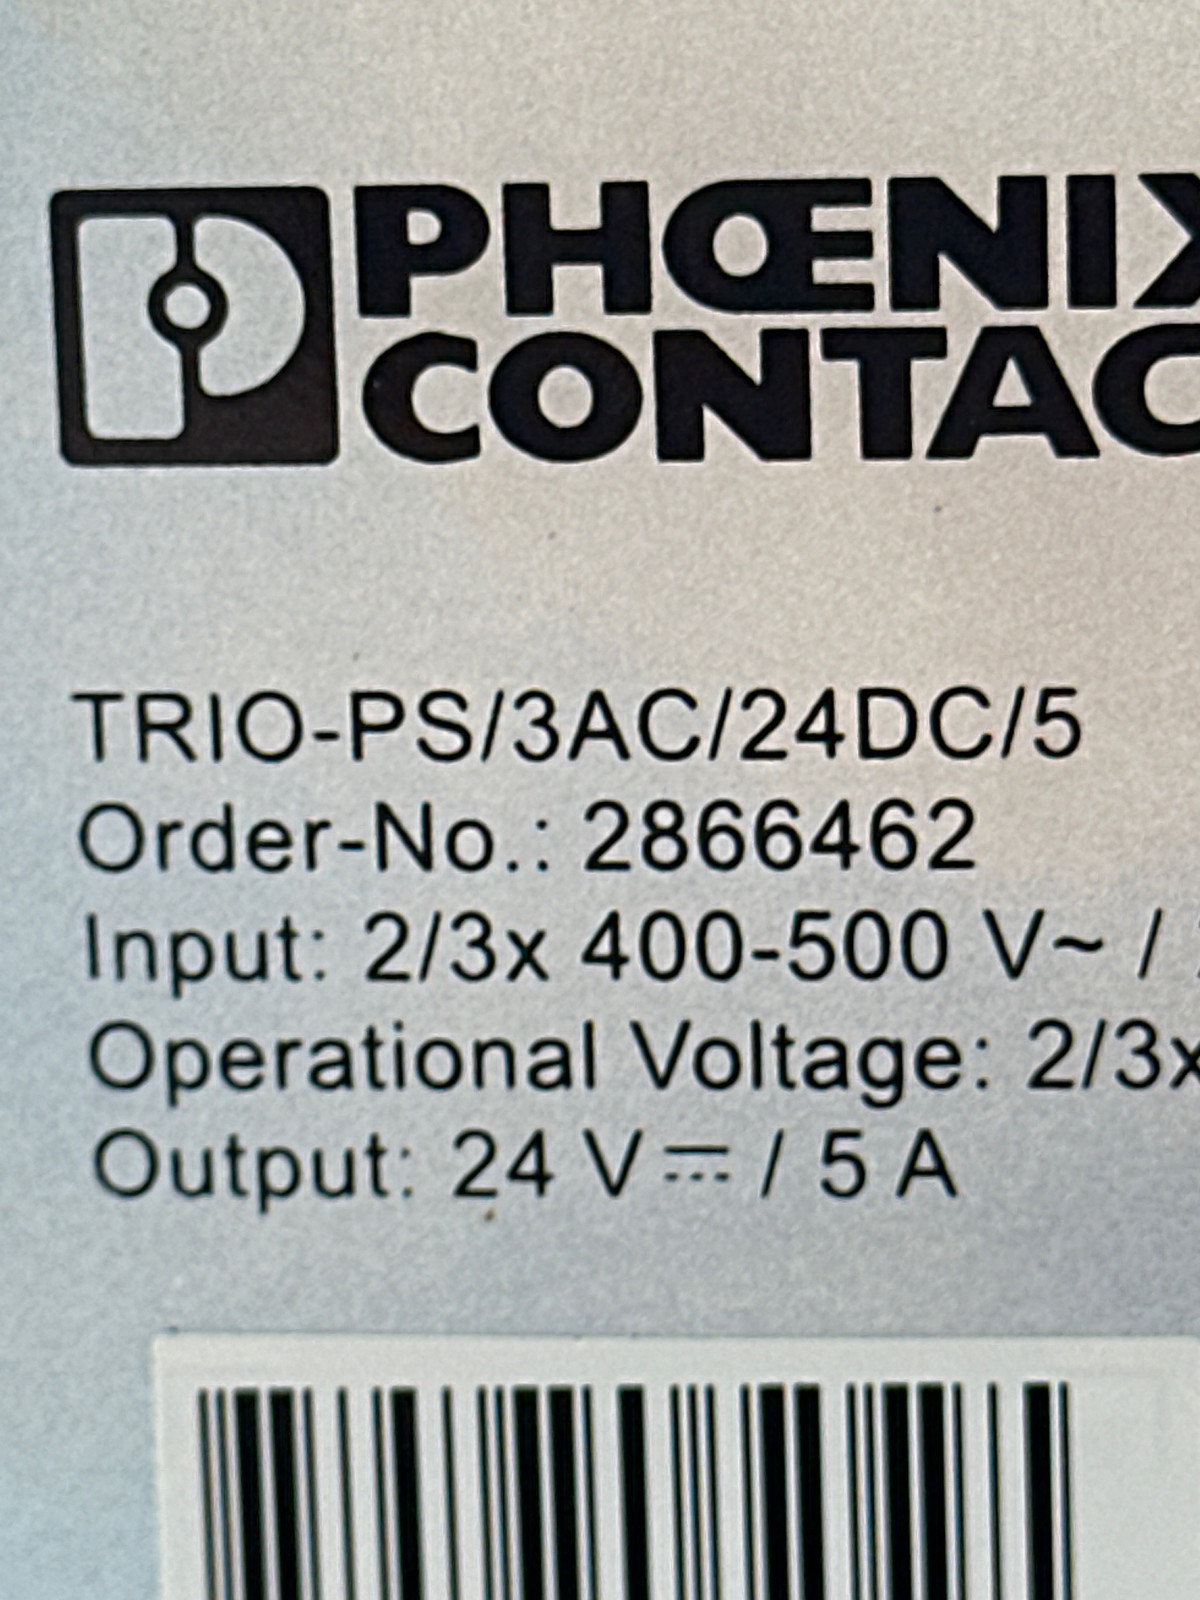 PHŒNIX
CONTAC
TRIO-PS/3AC/24DC/5
Order-No.: 2866462
Input: 2/3x 400-500 V~ /
Operational Voltage: 2/3x
Output: 24 V⎓ / 5 A